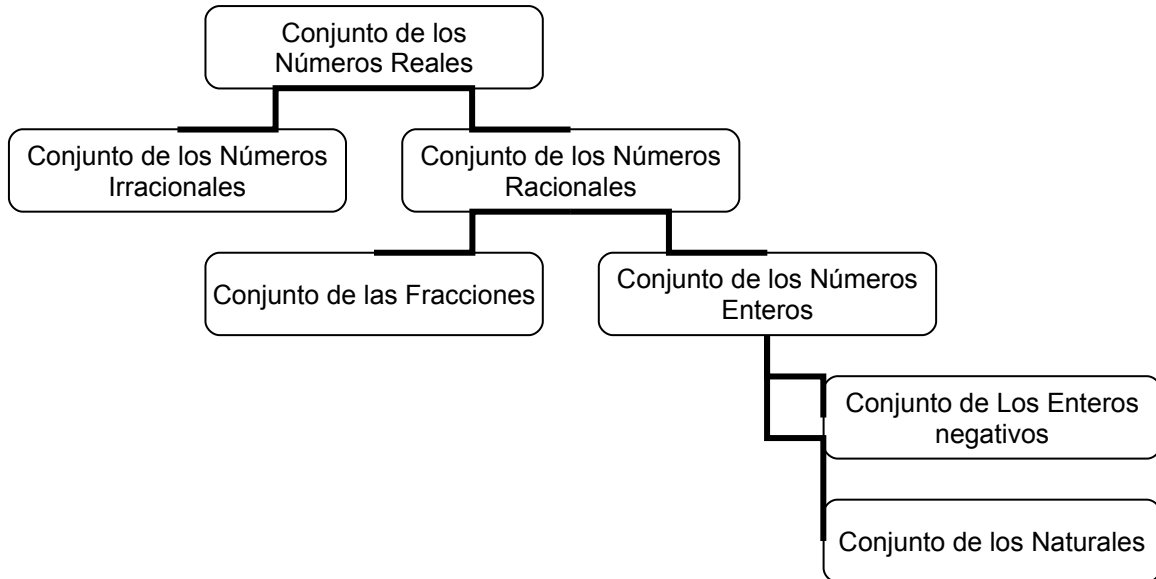 Conjunto de los
Números Reales
Conjunto de los Números
Irracionales
Conjunto de los Números
Racionales
Conjunto de las Fracciones
Conjunto de los Números
Enteros
Conjunto de Los Enteros
negativos
Conjunto de los Naturales